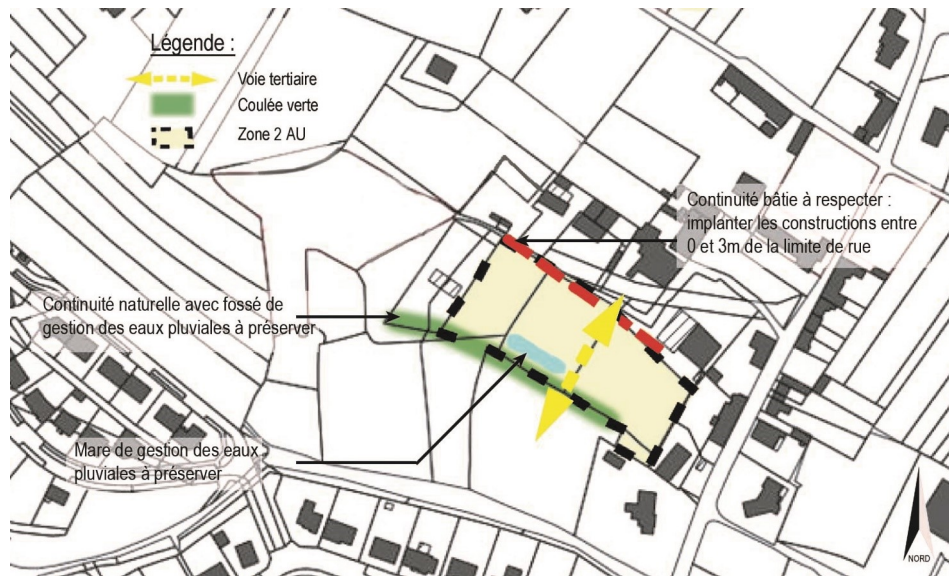 Légende :
Voie tertiaire
Coulée verte
Zone 2 AU
Continuité bâtie à respecter :
implanter les constructions entre
0 et 3m de la limite de rue
Continuité naturelle avec fossé de
gestion des eaux pluviales à préserver
Mare de gestion des eaux
pluviales à préserver
NORD